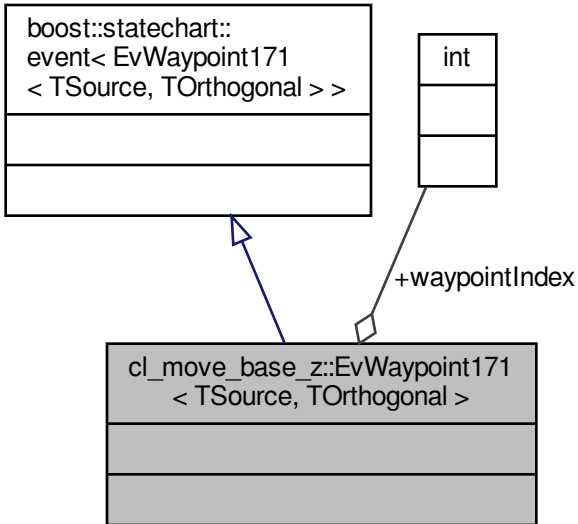 boost::statechart::
event< EvWaypoint171
< TSource, TOrthogonal > >
int
+waypointIndex
cl_move_base_z::EvWaypoint171
< TSource, TOrthogonal >